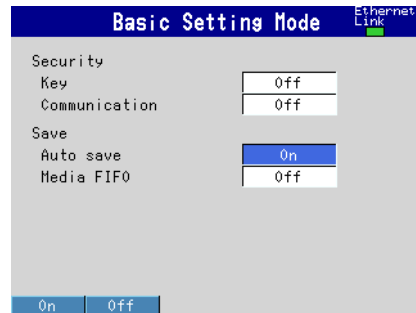 Basic Setting Mode
Ethernet
Link
Security
Key Off
Communication Off
Save
Auto save On
Media FIFO Off
On Off